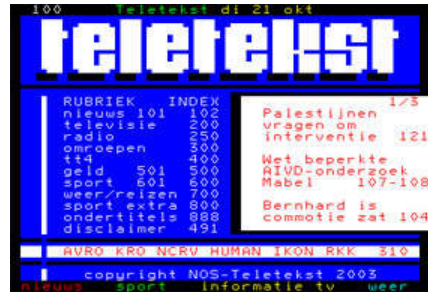 100 Teletekst di 21 okt
teletekst
RUBRIEK INDEX
nieuws 101 102
televisie 200
radio 250
omroepen 300
tt4 400
geld 501 500
sport 601 600
weer/reizen 700
sport extra 800
ondertitels 888
disclaimer 491
1/3
Palestijnen
vragen om
interventie 121
Wet beperkte
AIVD-onderzoek
Mabel 107-108
Bernhard is
commotie zat 104
AVRO KRO NCRV HUMAN IKON RKK 310
copyright NOS-Teletekst 2003
nieuws sport informatie tv weer